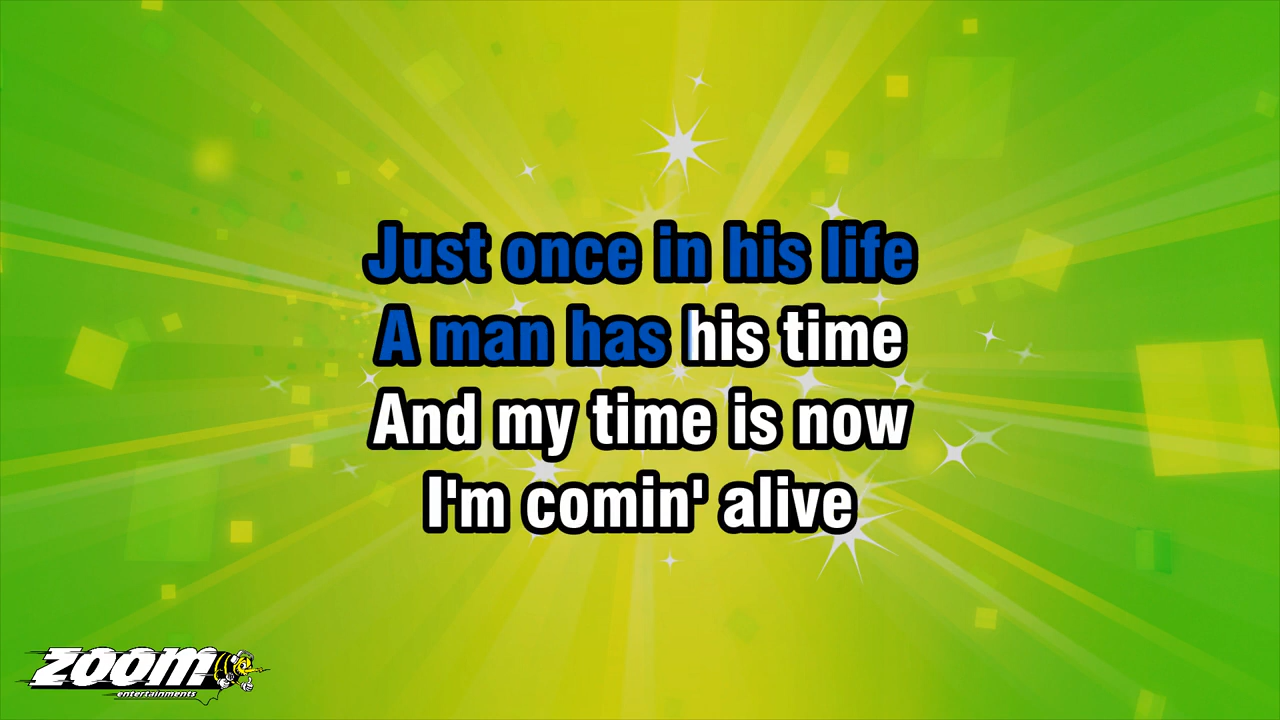 Just once in his life
A man has his time
And my time is now
I'm comin' alive
zoom
entertainments